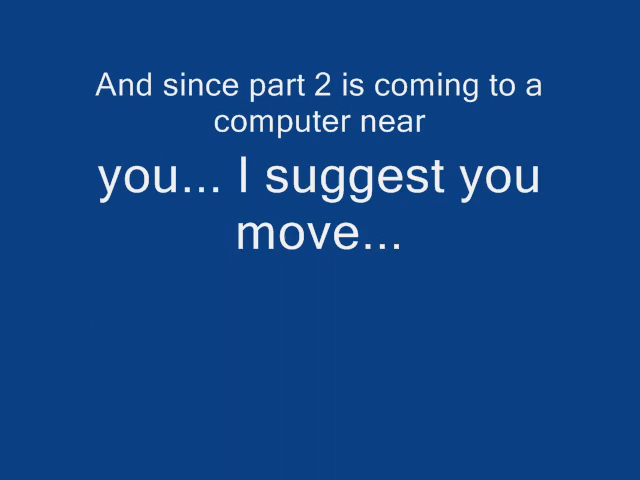 And since part 2 is coming to a
computer near
you... I suggest you
move...